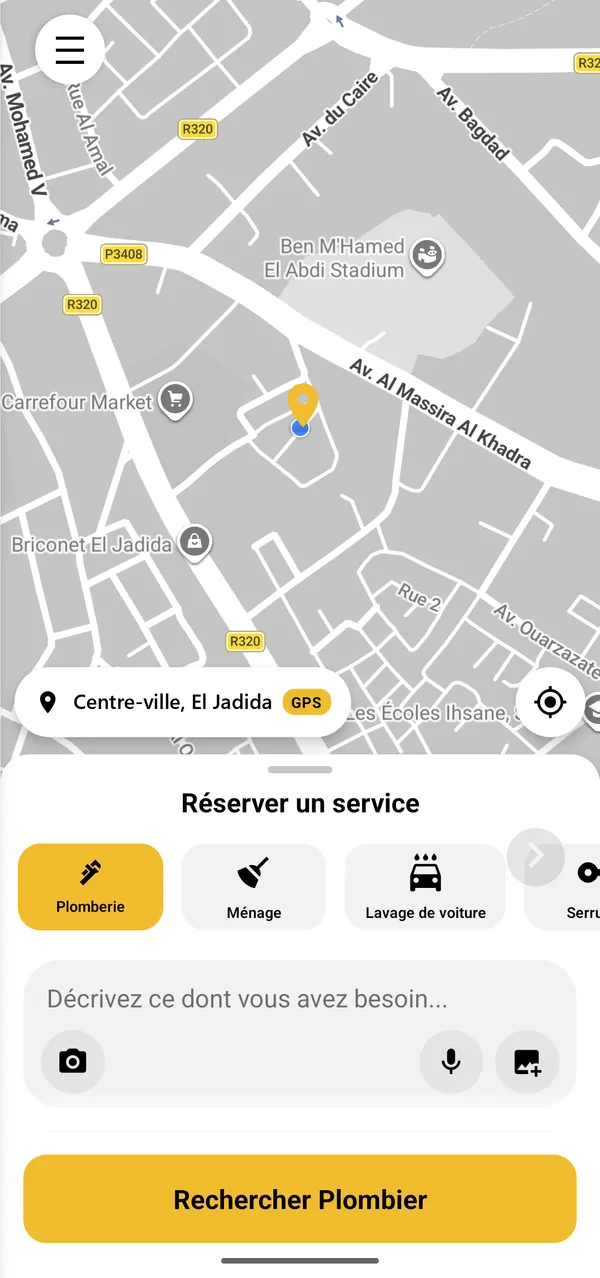 R320
Av. Mohamed V
Rue Al Amal
R320
Av. du Caire
Av. Bagdad
P3408
Ben M'Hamed
El Abdi Stadium
R320
Av. Al Massira Al Khadra
Carrefour Market
Briconet El Jadida
Rue 2
Av. Ouarzazate
R320
Centre-ville, El Jadida GPS
Les Écoles Ihsane,
Réserver un service
Plomberie
Ménage
Lavage de voiture
Serru
Décrivez ce dont vous avez besoin...
Rechercher Plombier